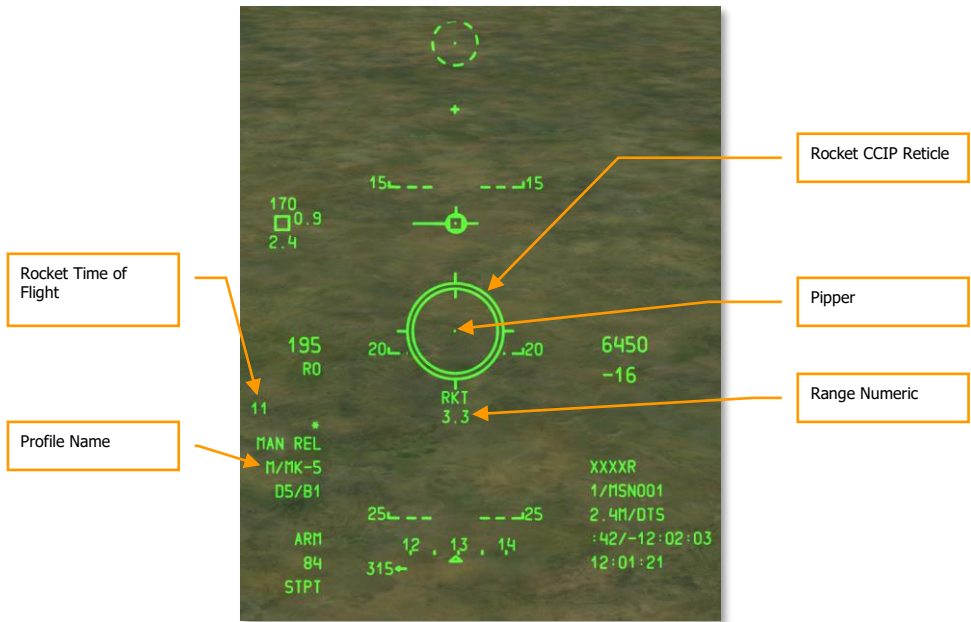 Rocket CCIP Reticle
15 15
170
0.9
2.4
Rocket Time of
Flight
Pipper
195
20 20
6450
RO
-16
RKT
3.3
Range Numeric
11
*
MAN REL
Profile Name
M/MK-5
XXXXR
D5/B1
1/MSN001
25 25
2.4M/DTS
ARM
12 . 13 . 14
:42/-12:02:03
84
315
12:01:21
STPT